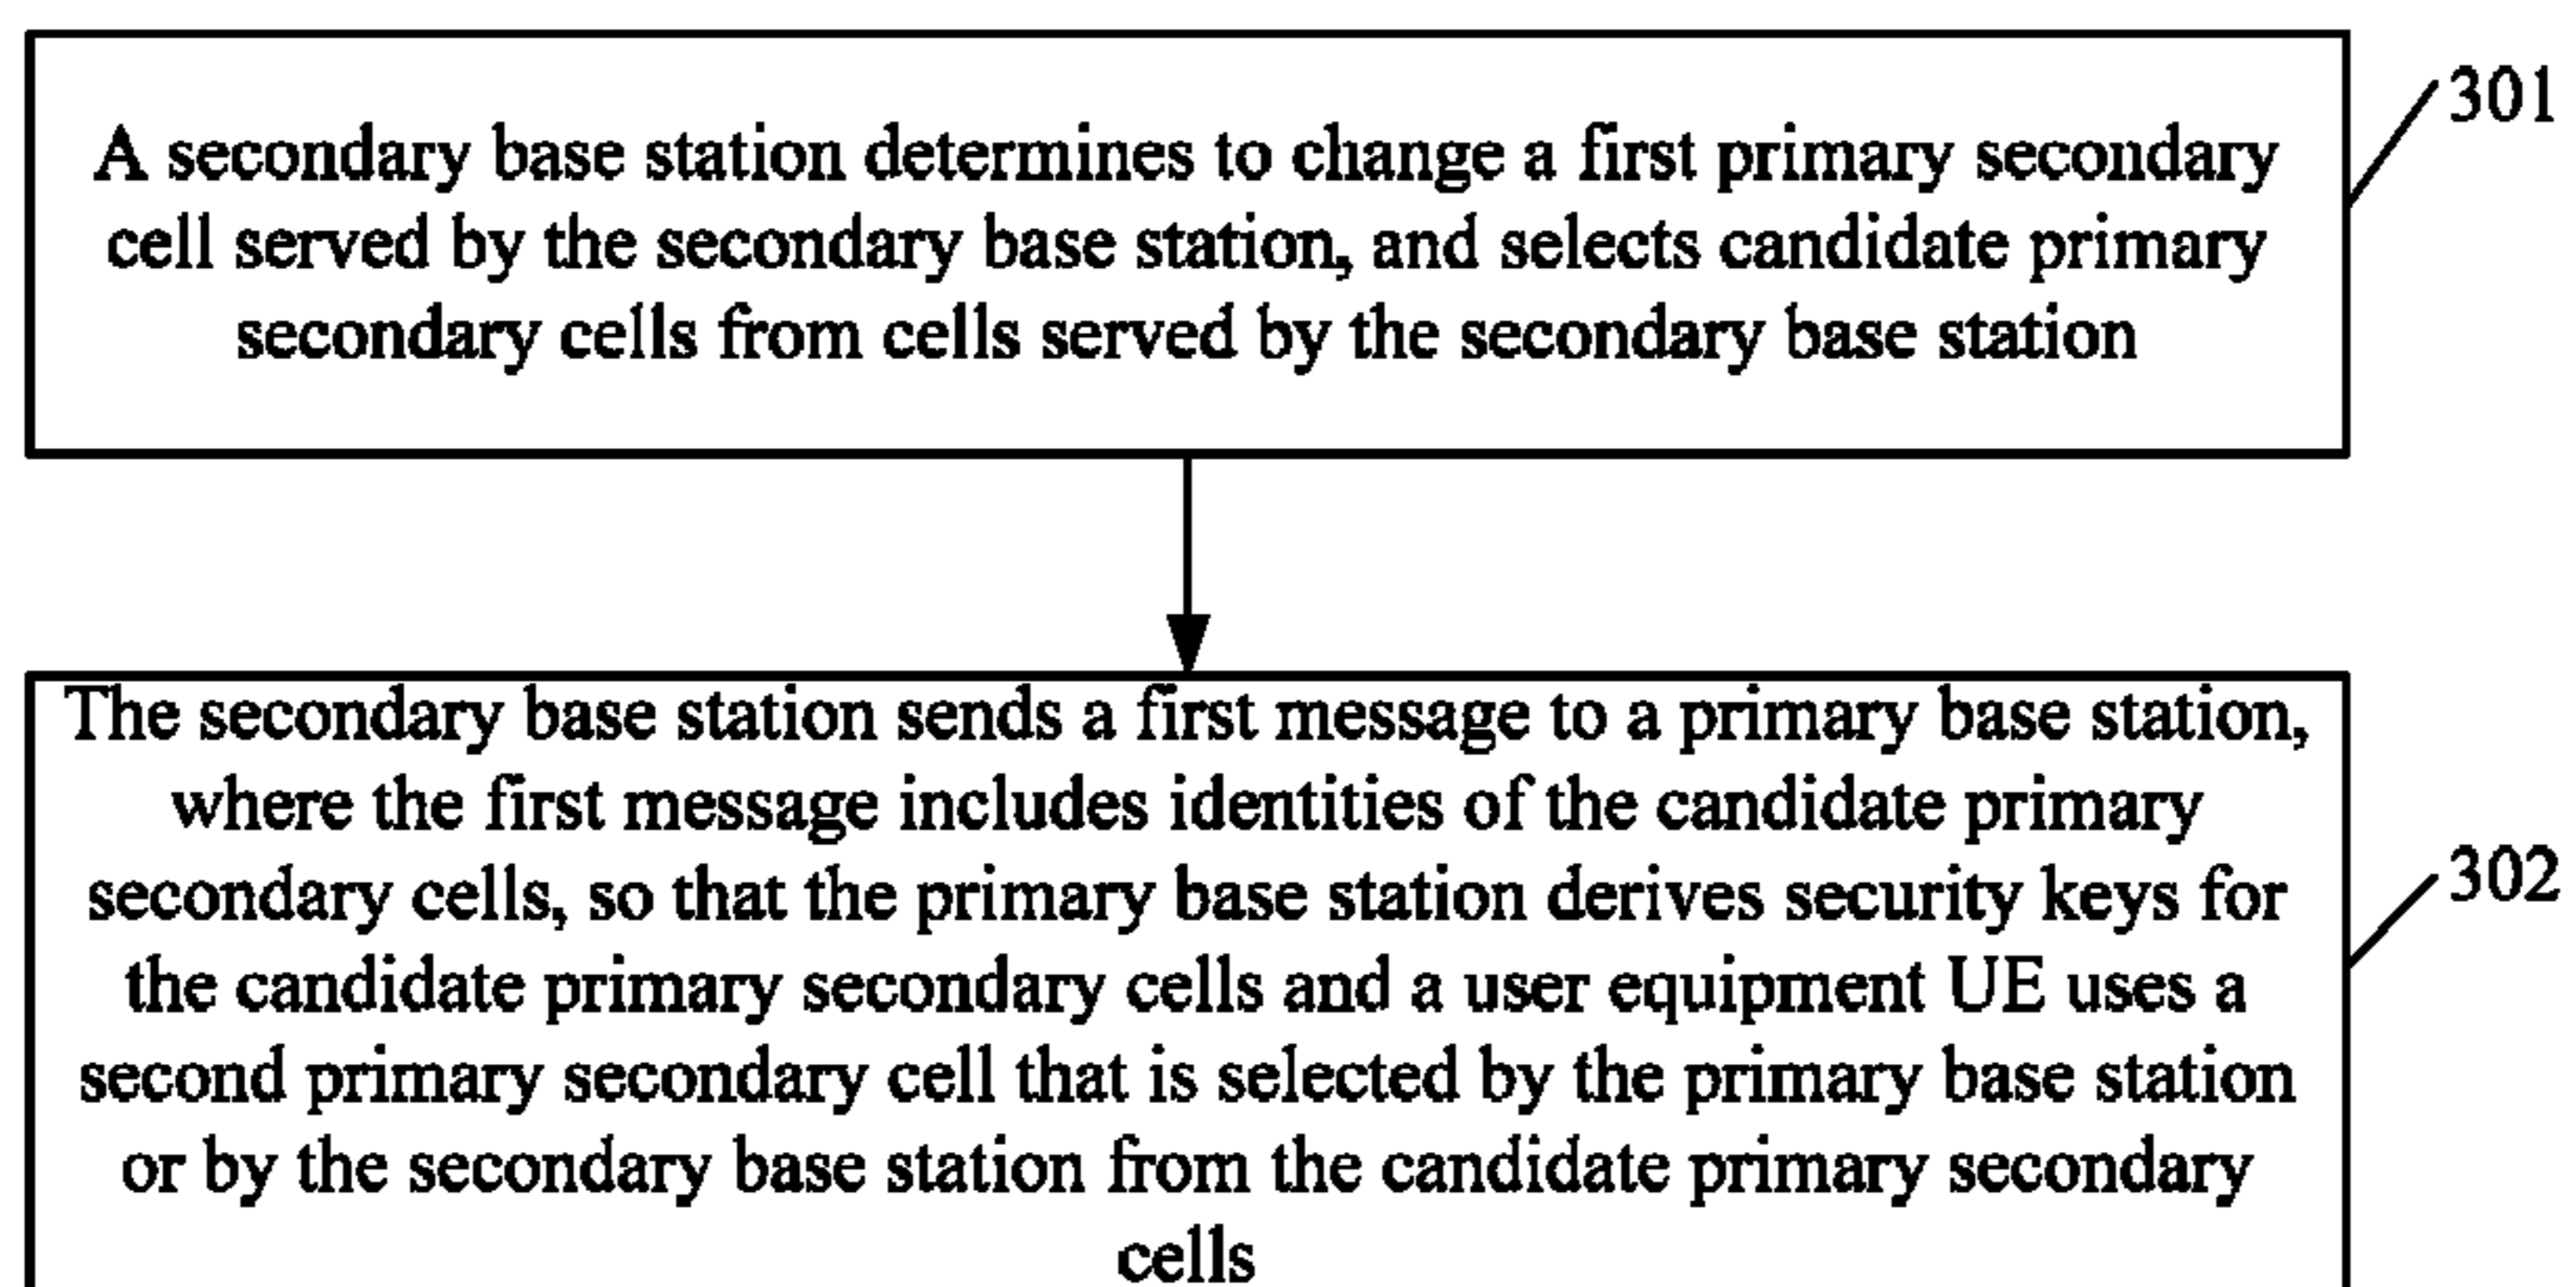 A secondary base station determines to change a first primary secondary
cell served by the secondary base station, and selects candidate primary
secondary cells from cells served by the secondary base station
301
The secondary base station sends a first message to a primary base station,
where the first message includes identities of the candidate primary
secondary cells, so that the primary base station derives security keys for
the candidate primary secondary cells and a user equipment UE uses a
second primary secondary cell that is selected by the primary base station
or by the secondary base station from the candidate primary secondary
cells
302